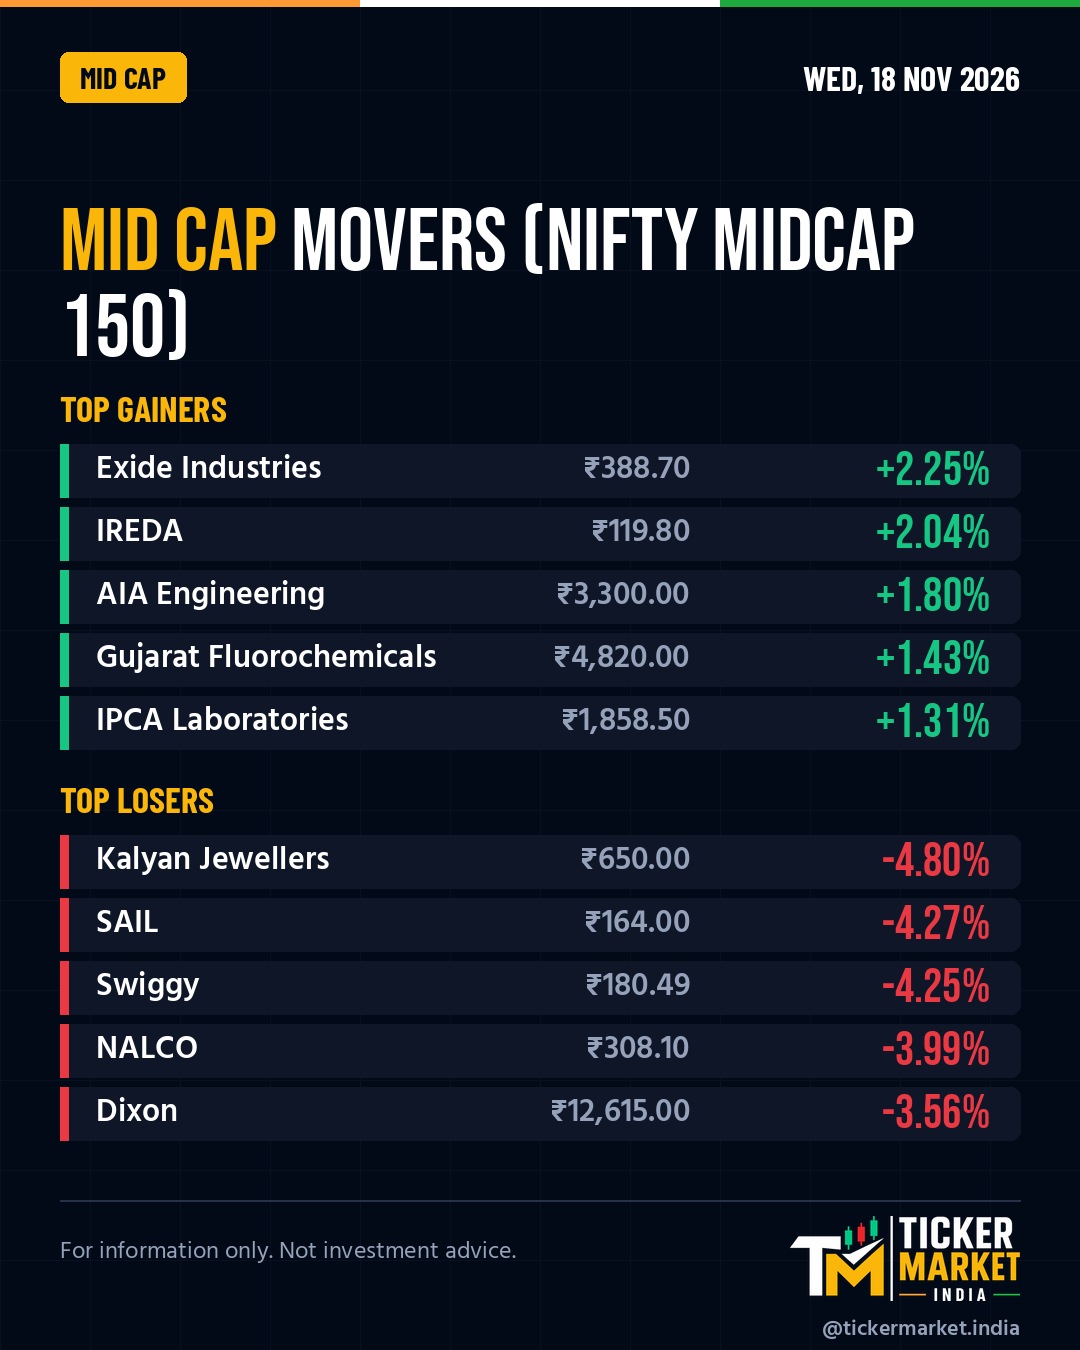 MID CAP
WED, 18 NOV 2026
MID CAP MOVERS (NIFTY MIDCAP
150)
TOP GAINERS
Exide Industries ₹388.70 +2.25%
IREDA ₹119.80 +2.04%
AIA Engineering ₹3,300.00 +1.80%
Gujarat Fluorochemicals ₹4,820.00 +1.43%
IPCA Laboratories ₹1,858.50 +1.31%
TOP LOSERS
Kalyan Jewellers ₹650.00 -4.80%
SAIL ₹164.00 -4.27%
Swiggy ₹180.49 -4.25%
NALCO ₹308.10 -3.99%
Dixon ₹12,615.00 -3.56%
For information only. Not investment advice.
TM TICKER
MARKET
INDIA
@tickermarket.india